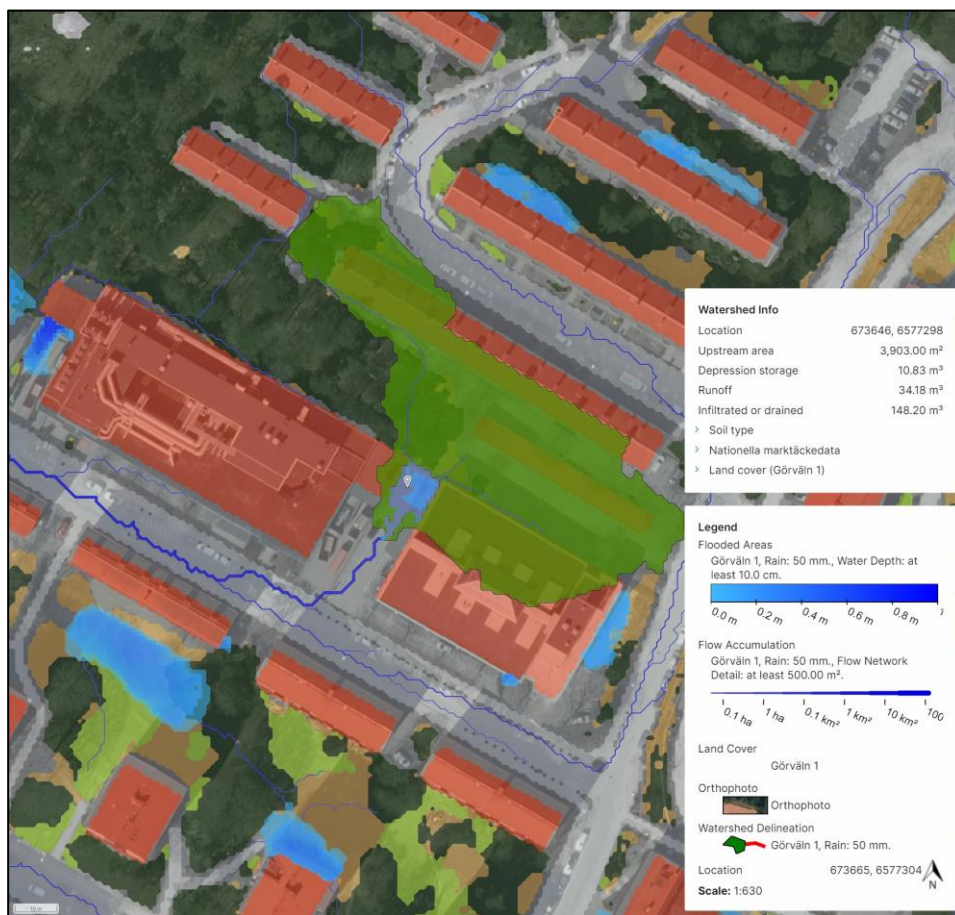 Watershed Info
Location 673646, 6577298
Upstream area 3,903.00 m²
Depression storage 10.83 m³
Runoff 34.18 m³
Infiltrated or drained 148.20 m³
› Soil type
› Nationella marktäckedata
› Land cover (Görväln 1)
Legend
Flooded Areas
Görväln 1, Rain: 50 mm., Water Depth: at
least 10.0 cm.
0.0 m 0.2 m 0.4 m 0.6 m 0.8 m 1
Flow Accumulation
Görväln 1, Rain: 50 mm., Flow Network
Detail: at least 500.00 m².
0.1 ha 1 ha 0.1 km² 1 km² 10 km² 100
Land Cover
Görväln 1
Orthophoto
Orthophoto
Watershed Delineation
Görväln 1, Rain: 50 mm.
Location 673665, 6577304
Scale: 1:630
N
10 m